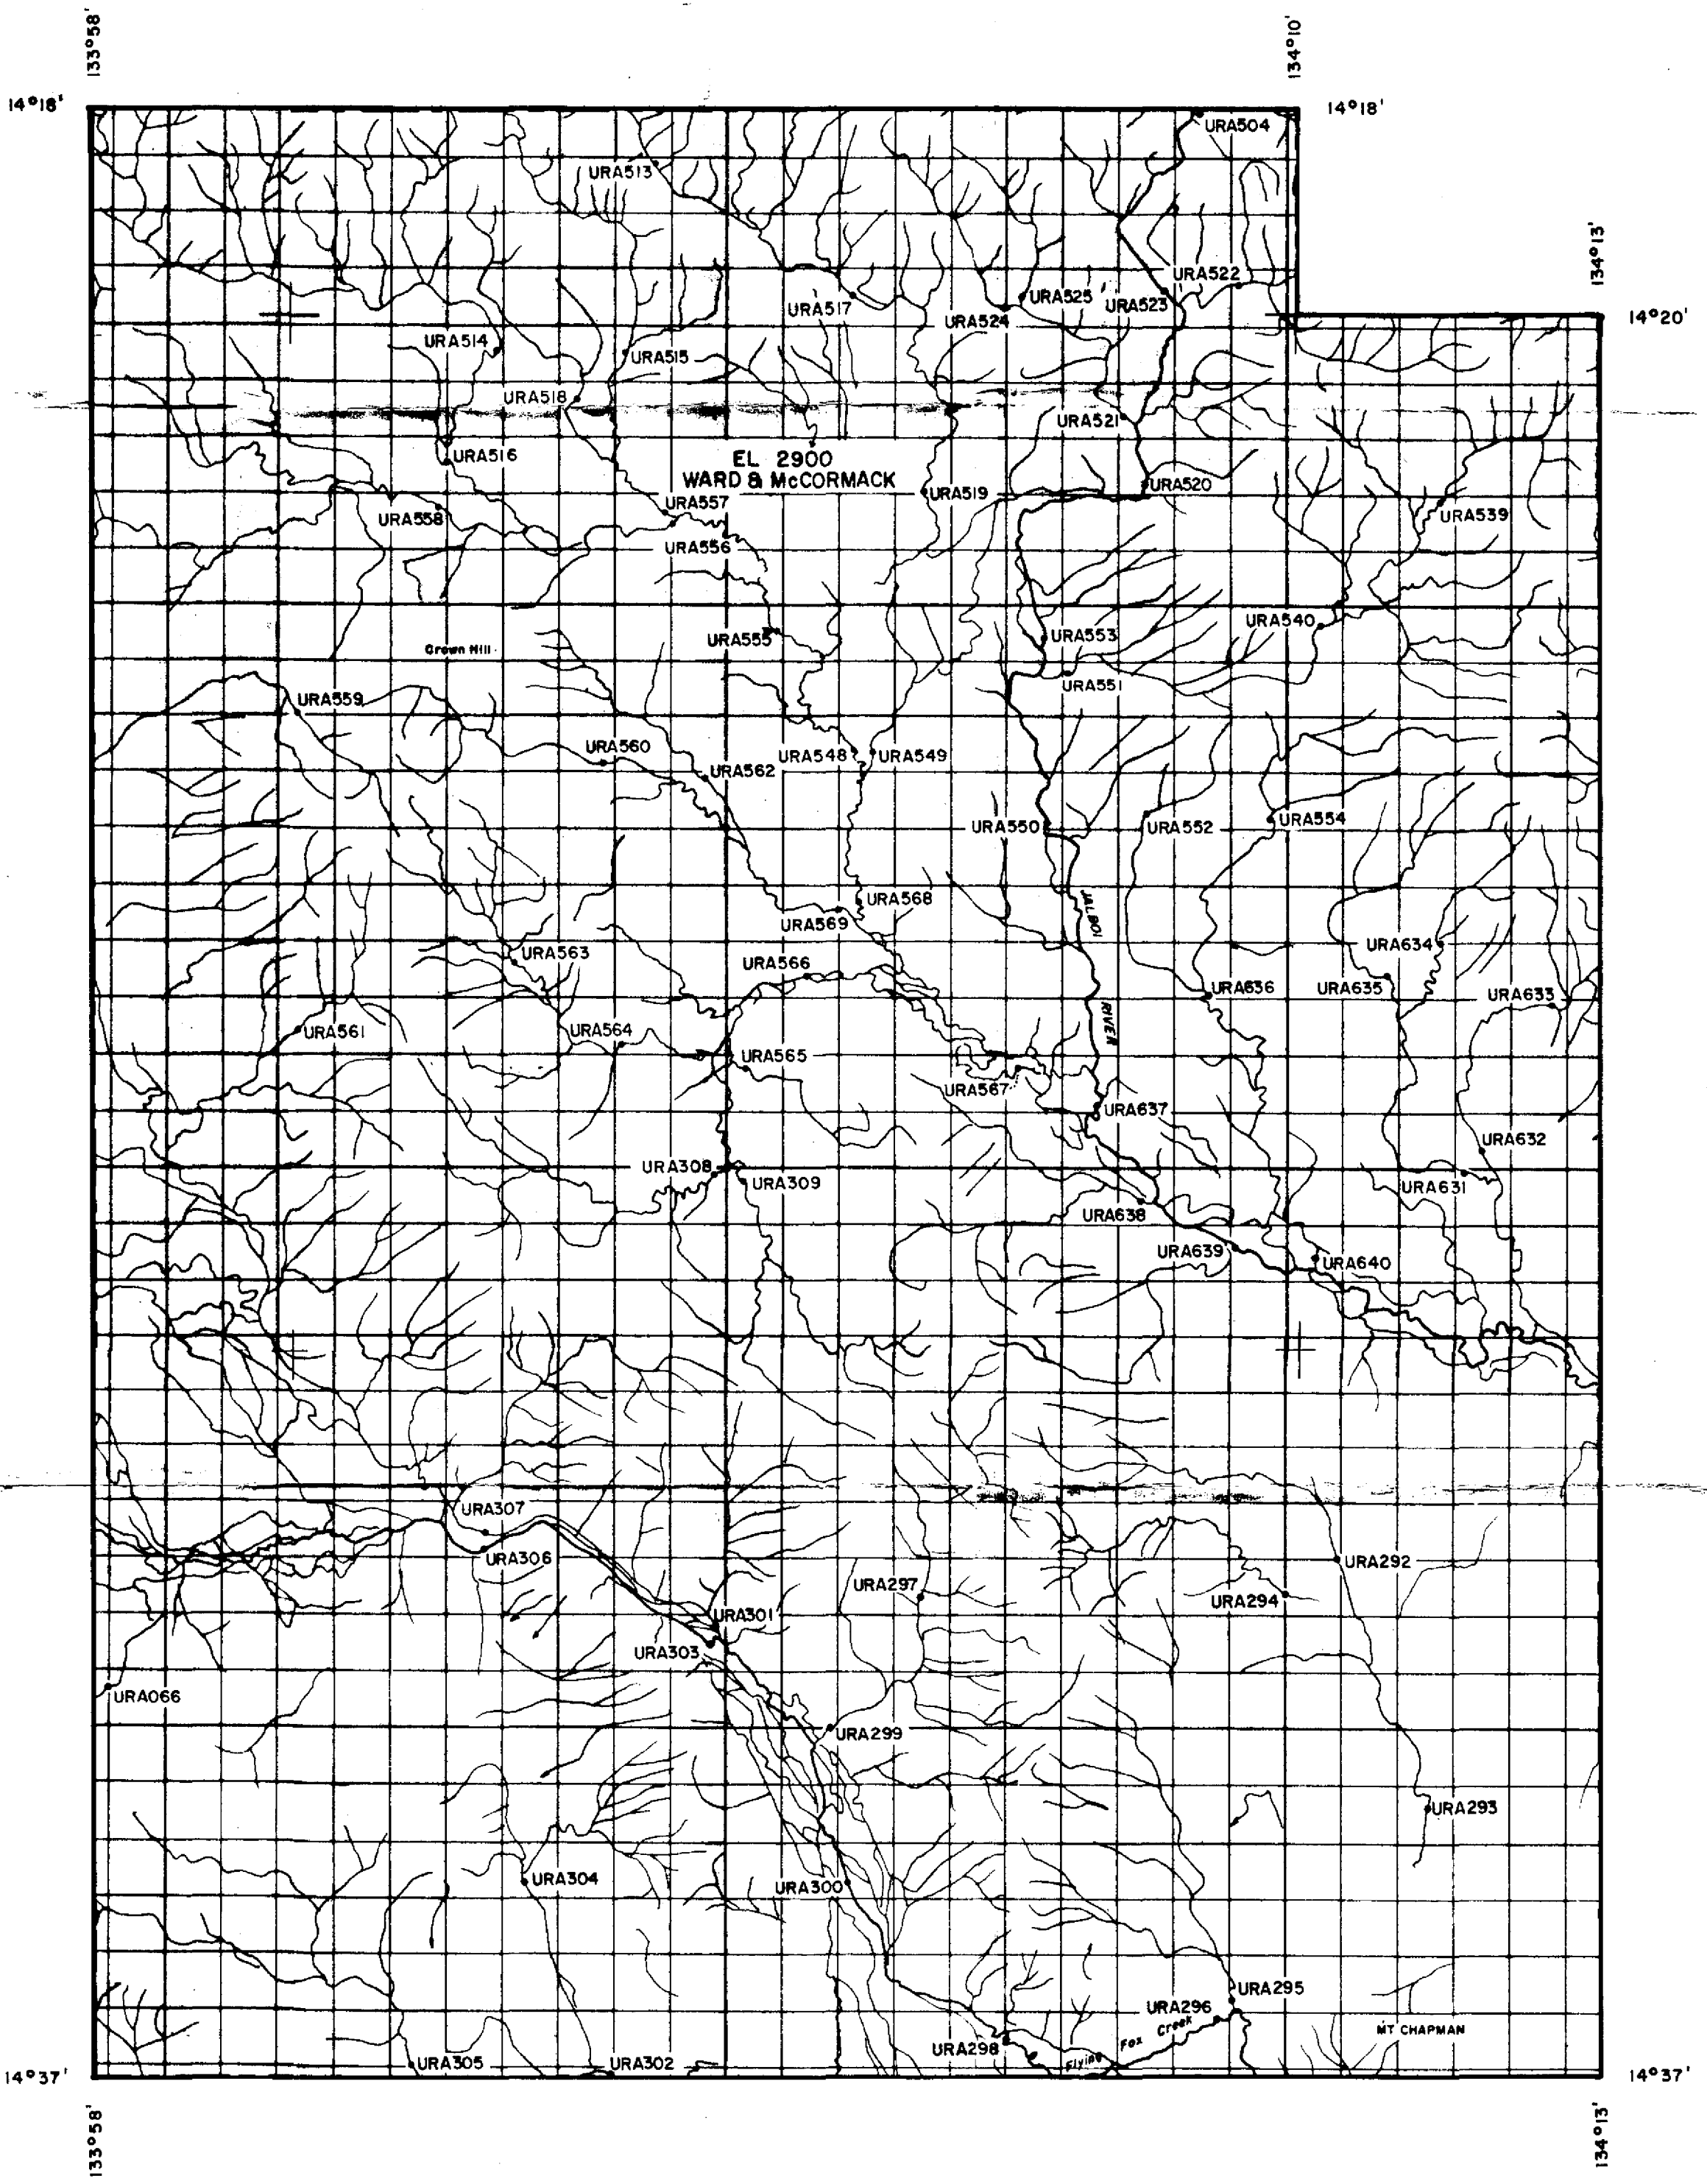 133°58'
134°10'
14°18'
14°18'
URA504
URA513
134°13'
URA522
URA525
URA523
URA517
URA524
14°20'
URA514
URA515
URA518
URA521
URA516
EL 2900
WARD & McCORMACK
URA520
URA519
URA557
URA539
URA558
URA556
URA540
URA553
URA555
Crown Hill
URA551
URA559
URA560
URA548
URA549
URA562
URA550
URA552
URA554
URA568
JALBOI
URA569
URA634
URA563
URA566
URA636
URA635
URA633
RIVER
URA561
URA564
URA565
URA567
URA637
URA632
URA308
URA309
URA631
URA638
URA639
URA640
URA307
URA306
URA292
URA297
URA294
URA301
URA303
URA066
URA299
URA293
URA304
URA300
URA295
URA296
MT CHAPMAN
URA298
Flying Fox Creek
URA305
URA302
14°37'
14°37'
133°58'
134°13'